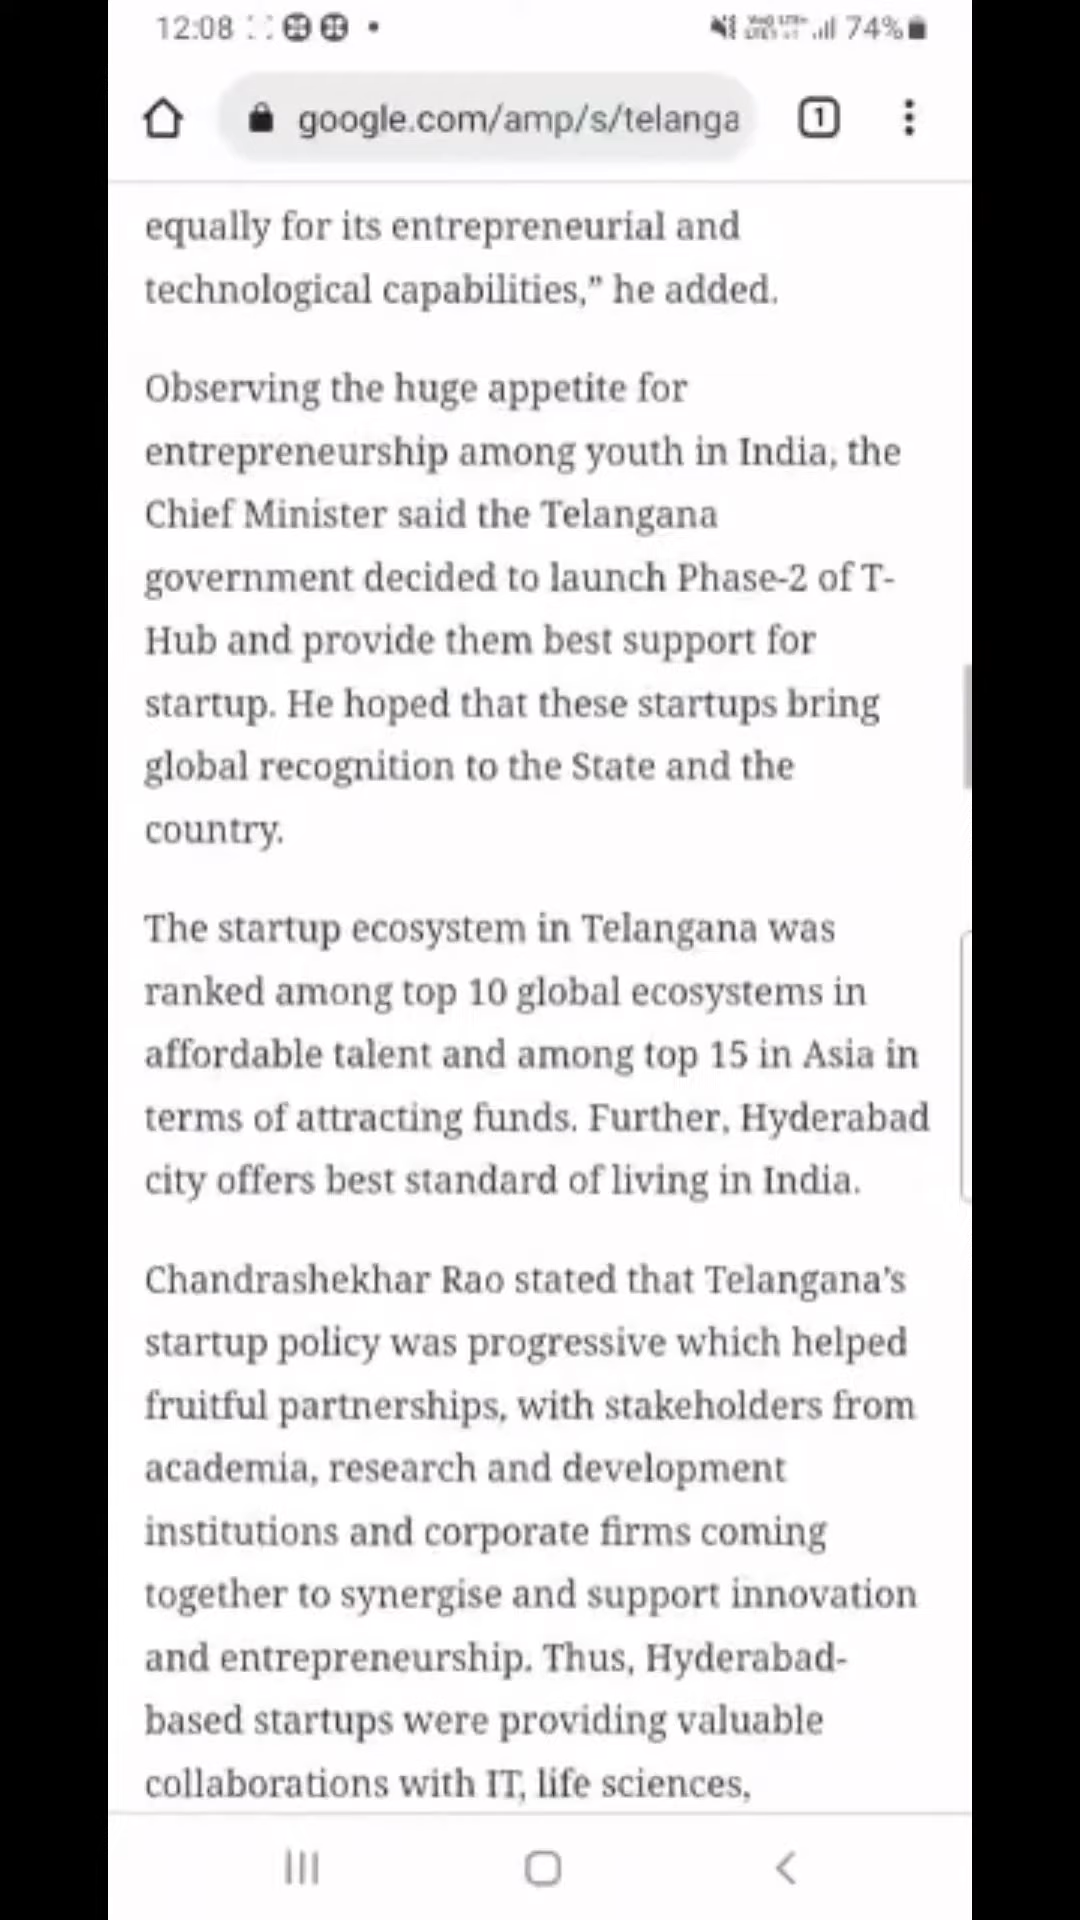 12:08
74%
google.com/amp/s/telanga
1
equally for its entrepreneurial and
technological capabilities,” he added.
Observing the huge appetite for
entrepreneurship among youth in India, the
Chief Minister said the Telangana
government decided to launch Phase-2 of T-
Hub and provide them best support for
startup. He hoped that these startups bring
global recognition to the State and the
country.
The startup ecosystem in Telangana was
ranked among top 10 global ecosystems in
affordable talent and among top 15 in Asia in
terms of attracting funds. Further, Hyderabad
city offers best standard of living in India.
Chandrashekhar Rao stated that Telangana’s
startup policy was progressive which helped
fruitful partnerships, with stakeholders from
academia, research and development
institutions and corporate firms coming
together to synergise and support innovation
and entrepreneurship. Thus, Hyderabad-
based startups were providing valuable
collaborations with IT, life sciences,